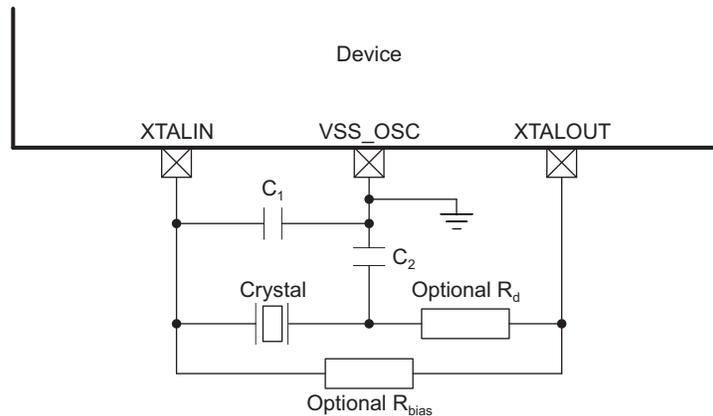 Device
XTALIN
VSS_OSC
XTALOUT
C1
C2
Crystal
Optional Rd
Optional Rbias